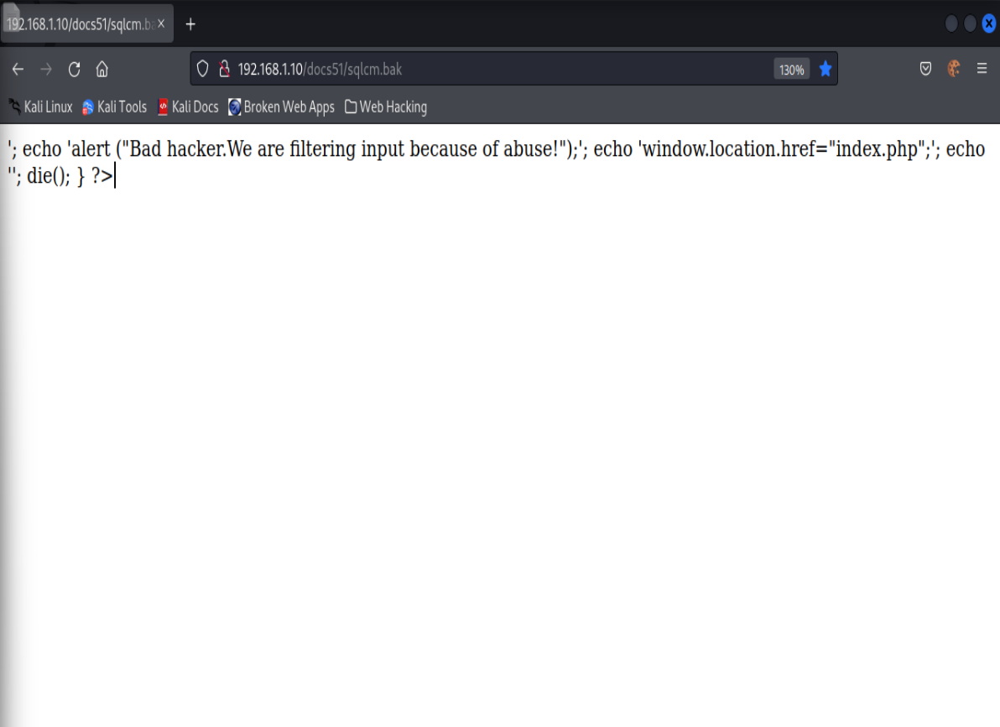 192.168.1.10/docs51/sqlcm.ba
192.168.1.10/docs51/sqlcm.bak
130%
Kali Linux Kali Tools Kali Docs Broken Web Apps Web Hacking
'; echo 'alert ("Bad hacker.We are filtering input because of abuse!");'; echo 'window.location.href="index.php";'; echo
''; die(); } ?>